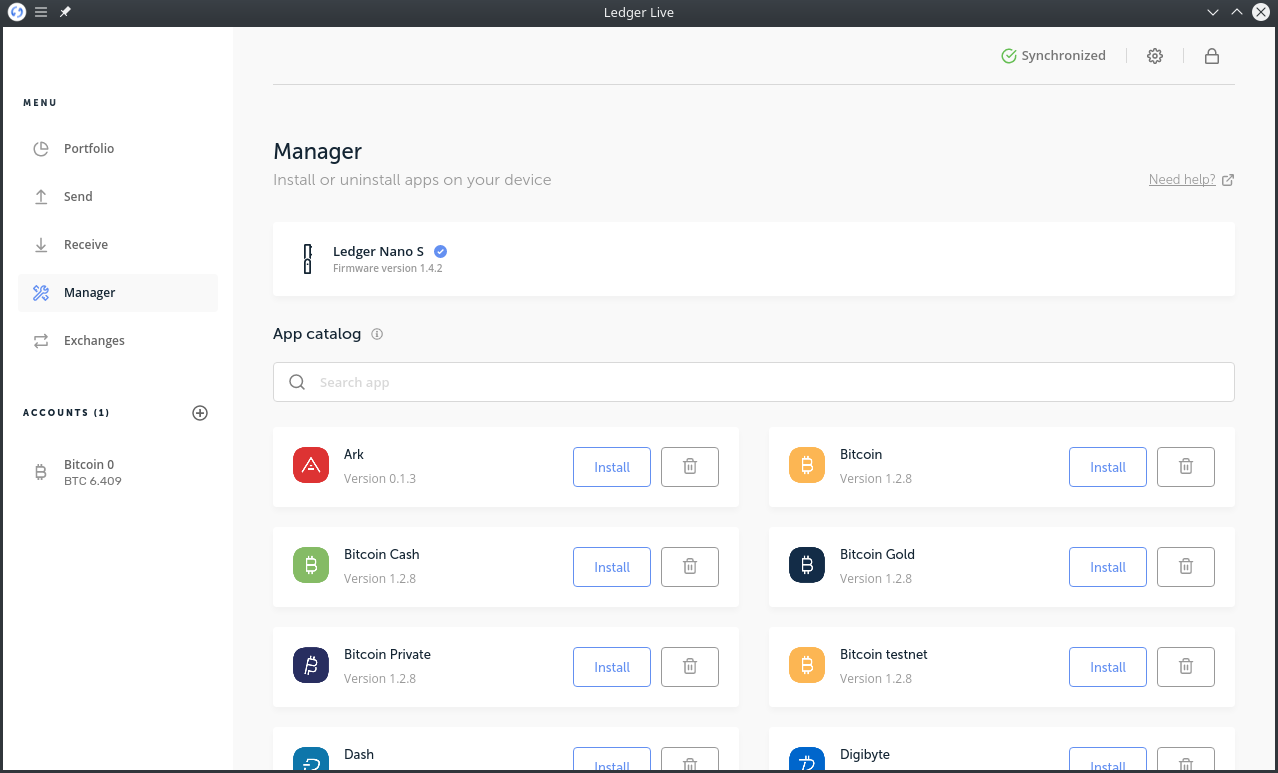 Ledger Live
Synchronized
MENU
Portfolio
Send
Receive
Manager
Exchanges
ACCOUNTS (1)
Bitcoin 0
BTC 6.409
Manager
Install or uninstall apps on your device
Need help?
Ledger Nano S
Firmware version 1.4.2
App catalog
Search app
Ark
Version 0.1.3
Install
Bitcoin
Version 1.2.8
Install
Bitcoin Cash
Version 1.2.8
Install
Bitcoin Gold
Version 1.2.8
Install
Bitcoin Private
Version 1.2.8
Install
Bitcoin testnet
Version 1.2.8
Install
Dash
Install
Digibyte
Install